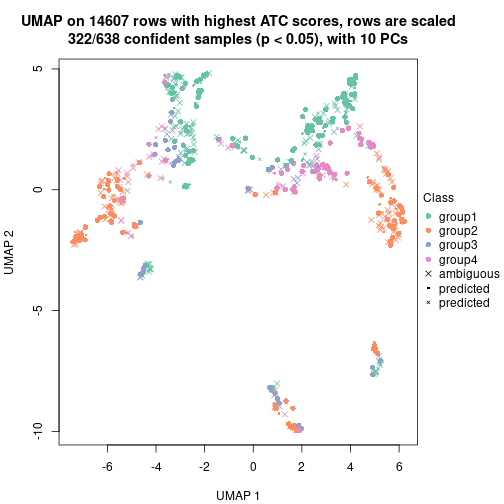 UMAP on 14607 rows with highest ATC scores, rows are scaled
322/638 confident samples (p < 0.05), with 10 PCs
5
0
-5
-10
UMAP 2
-6
-4
-2
0
2
4
6
UMAP 1
Class
group1
group2
group3
group4
ambiguous
predicted
predicted